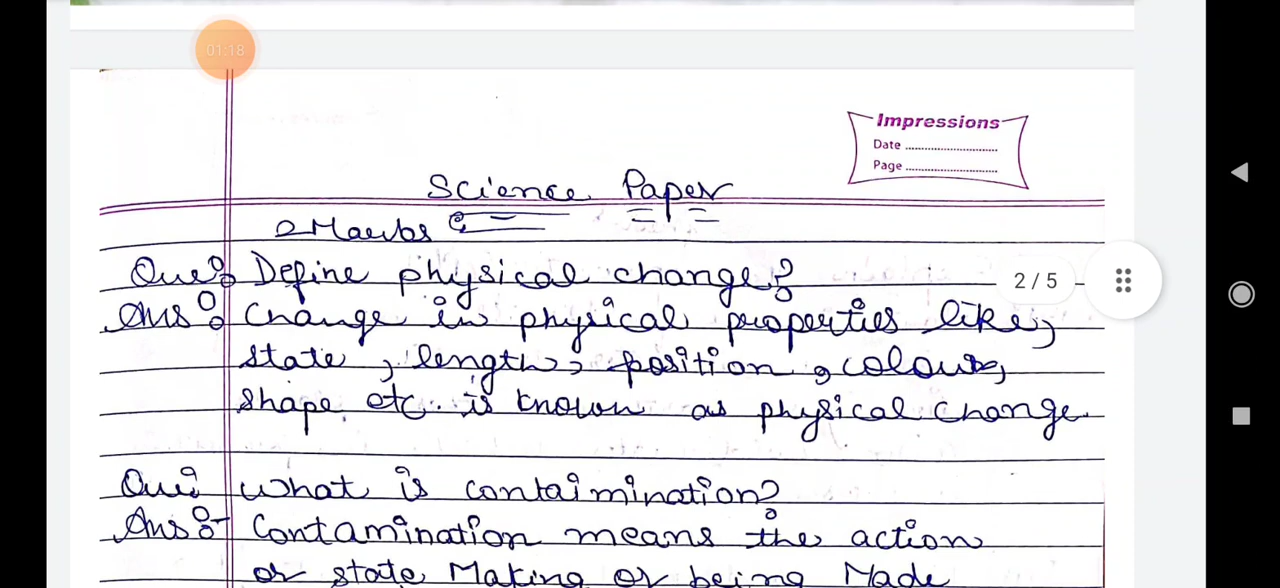 01:18
Impressions
Date
Page
Science Paper
2 Marks
Que: Define physical change?
2/5
Ans: Change in physical properties like,
state, length, position, colour,
shape etc. is known as physical change.
Que: what is contaimination?
Ans:- Contamination means the action
or state Making or being Made